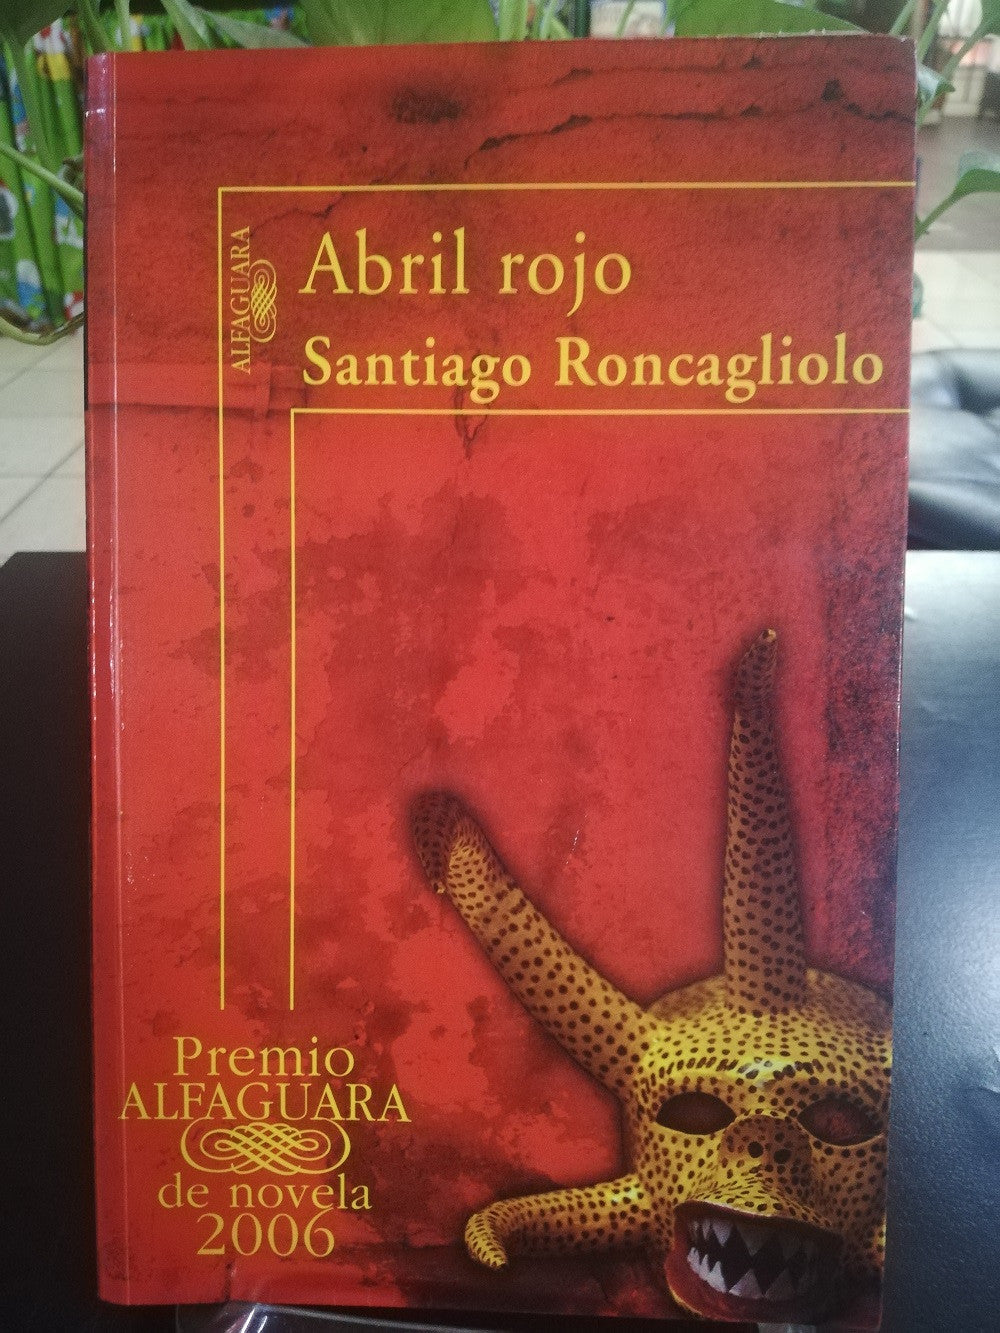 ALFAGUARA
Abril rojo
Santiago Roncagliolo
Premio
ALFAGUARA
de novela
2006